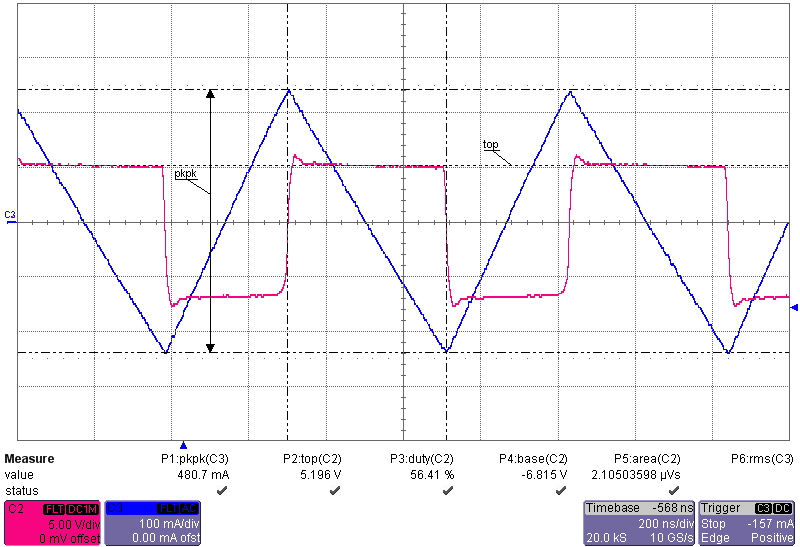 top
pkpk
C3
Measure P1:pkpk(C3) P2:top(C2) P3:duty(C2) P4:base(C2) P5:area(C2) P6:rms(C3)
value 480.7 mA 5.196 V 56.41 % -6.815 V 2.10503598 µVs
status
C2 FLT DC1M
5.00 V/div
0 mV offset
C3 FLT AC
100 mA/div
0.00 mA ofst
Timebase -568 ns
200 ns/div
20.0 kS 10 GS/s
Trigger C3 DC
Stop -157 mA
Edge Positive